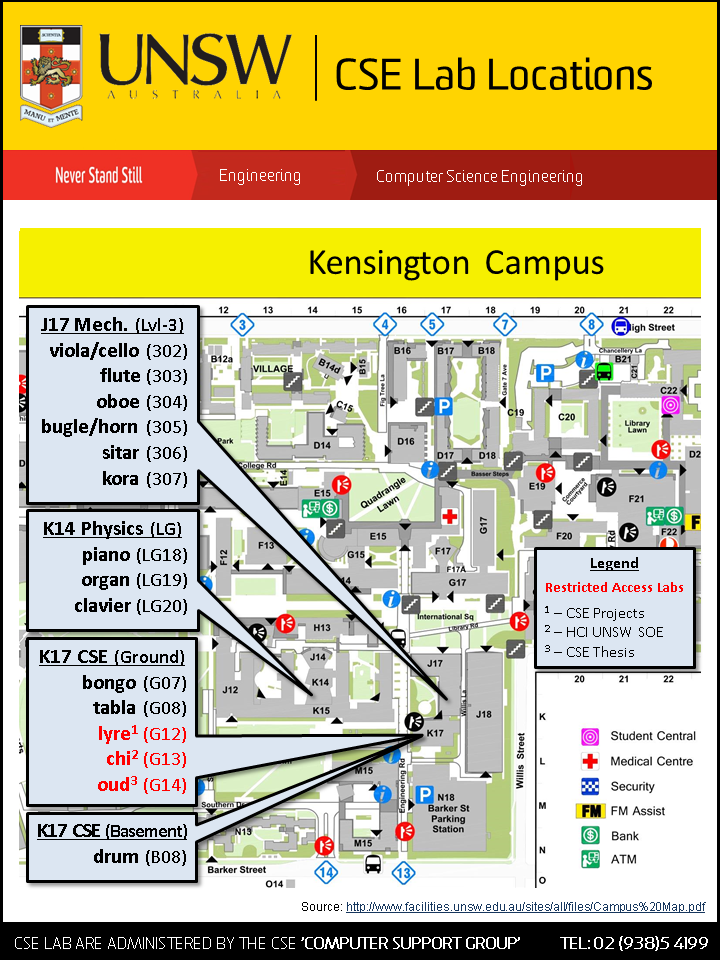 UNSW
AUSTRALIA
MANU ET MENTE
CSE Lab Locations
Never Stand Still
Engineering
Computer Science Engineering
Kensington Campus
J17 Mech. (Lvl-3)
viola/cello (302)
flute (303)
oboe (304)
bugle/horn (305)
sitar (306)
kora (307)
K14 Physics (LG)
piano (LG18)
organ (LG19)
clavier (LG20)
K17 CSE (Ground)
bongo (G07)
tabla (G08)
lyre¹ (G12)
chi² (G13)
oud³ (G14)
K17 CSE (Basement)
drum (B08)
12 13 14 15 16 17 18 19 20 21 22
3 4 5 7 8
High Street
Chancellery La
B12a
VILLAGE
B14d
B15
B16
B17
B18
B21
C21
C22
Fig Tree La
Gate 7 Ave
C15
C19
C20
Library
Lawn
D14
D16
D17
D18
Park
College Rd
E14
Basser Steps
Quadrangle
Lawn
E15
E15
E19
Commerce
Courtyard
F21
F
F12
F13
G15
F17
F17A
G17
G17
F20
F22
14
International Sq
Library Rd
H13
J14
K14
K15
J12
J17
J18
K17
Willis La
Willis Street
M15
M15
Engineering Rd
N18
Barker St
Parking
Station
Southern D
N13
Barker Street
O14
14
13
Legend
Restricted Access Labs
¹ – CSE Projects
² – HCI UNSW SOE
³ – CSE Thesis
20 21 22
K
L
M
N
O
Student Central
Medical Centre
Security
FM FM Assist
Bank
ATM
Source: http://www.facilities.unsw.edu.au/sites/all/files/Campus%20Map.pdf
CSE LAB ARE ADMINISTERED BY THE CSE 'COMPUTER SUPPORT GROUP' TEL: 02 (938)5 4199